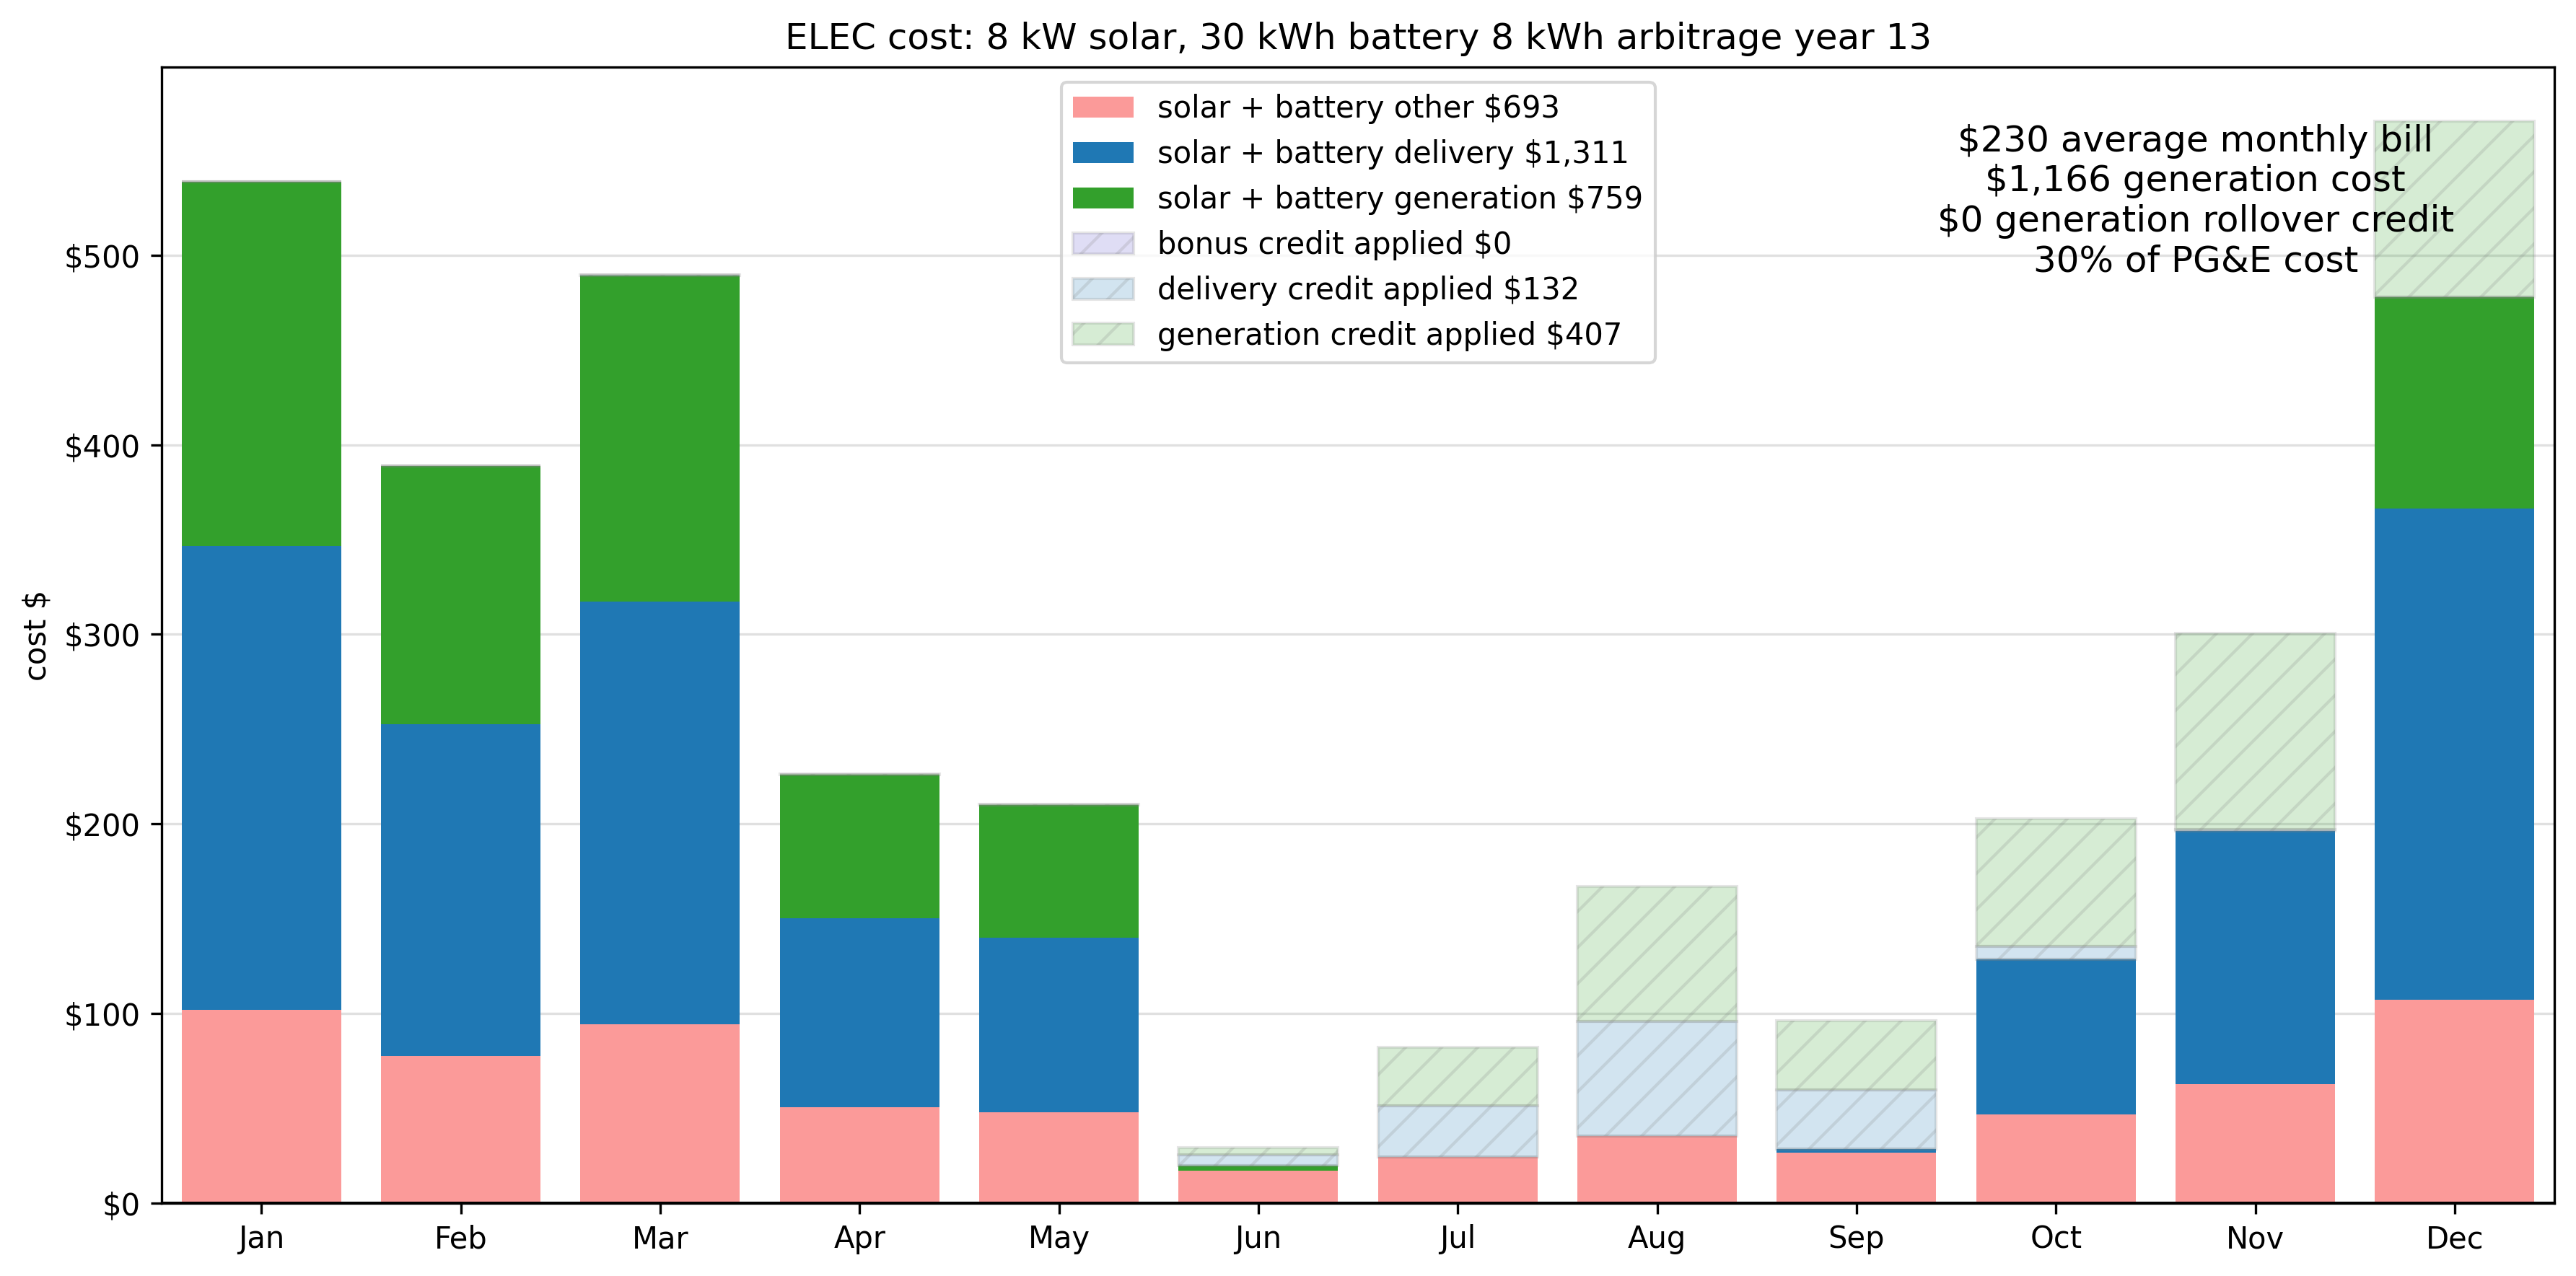 ELEC cost: 8 kW solar, 30 kWh battery 8 kWh arbitrage year 13
solar + battery other $693
solar + battery delivery $1,311
solar + battery generation $759
bonus credit applied $0
delivery credit applied $132
generation credit applied $407
$230 average monthly bill
$1,166 generation cost
$0 generation rollover credit
30% of PG&E cost
cost $
$500
$400
$300
$200
$100
$0
Jan Feb Mar Apr May Jun Jul Aug Sep Oct Nov Dec